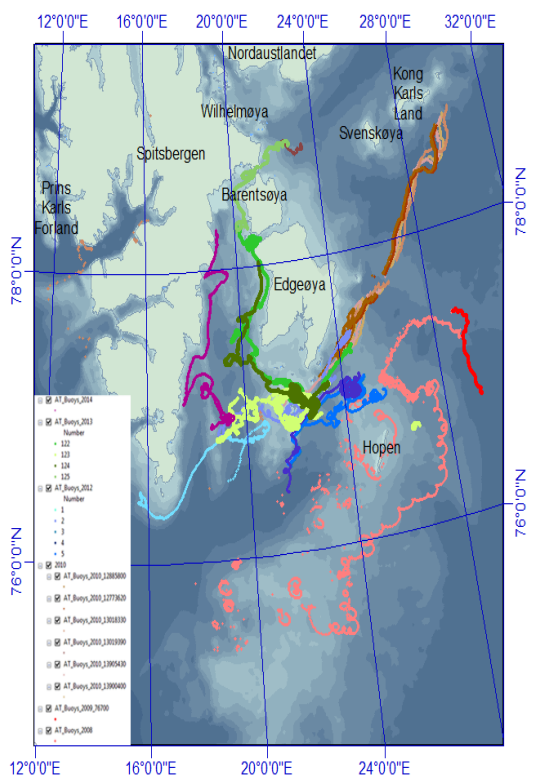 12°0'0"E 16°0'0"E 20°0'0"E 24°0'0"E 28°0'0"E 32°0'0"E
Nordaustlandet
Kong
Karls
Land
Wilhelmøya
Svenskøya
Spitsbergen
Prins
Karls
Forland
Barentsøya
78°0'0"N
78°0'0"N
Edgeøya
Hopen
AT_Buoys_2014
AT_Buoys_2013
Number
122
123
124
125
AT_Buoys_2012
Number
1
2
3
4
5
2010
AT_Buoys_2010_12885800
AT_Buoys_2010_12773620
AT_Buoys_2010_13018330
AT_Buoys_2010_13019390
AT_Buoys_2010_13905430
AT_Buoys_2010_13900400
AT_Buoys_2009_76700
AT_Buoys_2008
76°0'0"N
76°0'0"N
12°0'0"E 16°0'0"E 20°0'0"E 24°0'0"E